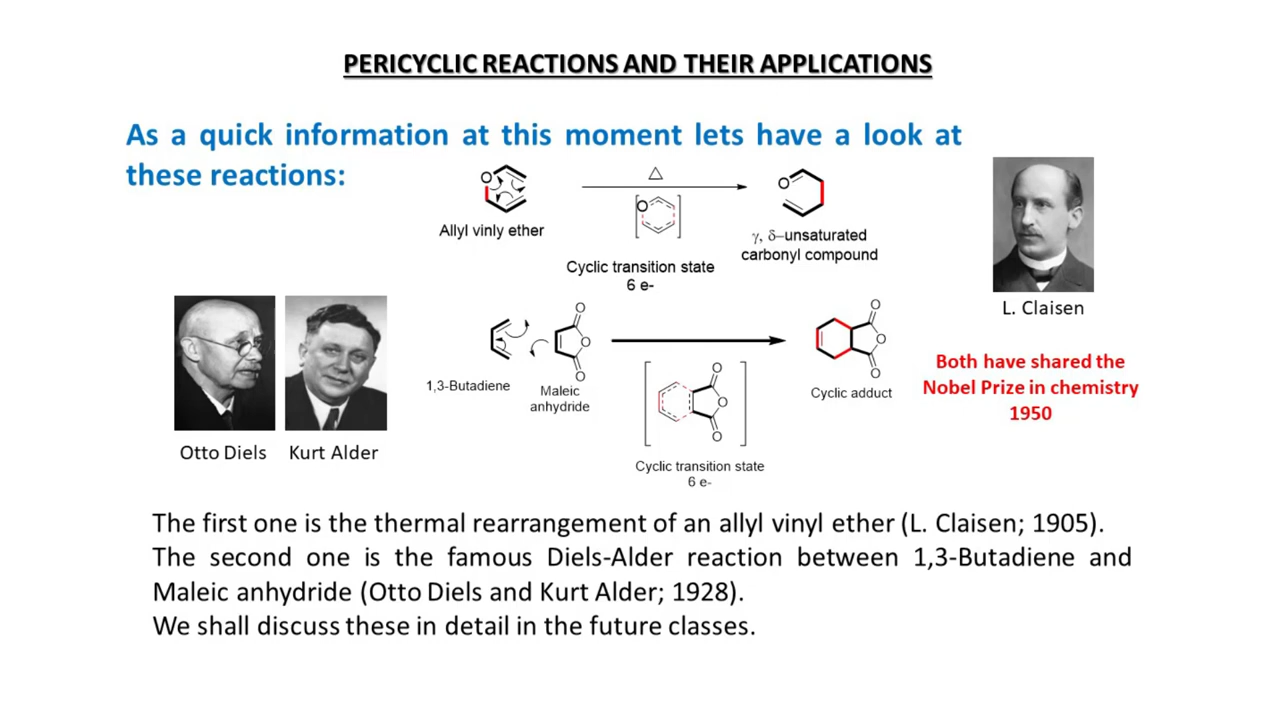 PERICYCLIC REACTIONS AND THEIR APPLICATIONS
As a quick information at this moment lets have a look at
these reactions:
O
△
O
O
Allyl vinly ether
γ, δ–unsaturated
carbonyl compound
Cyclic transition state
6 e-
L. Claisen
O
O
O
1,3-Butadiene
Maleic
anhydride
O
O
O
O
O
O
Cyclic adduct
Both have shared the
Nobel Prize in chemistry
1950
Otto Diels
Kurt Alder
Cyclic transition state
6 e-
The first one is the thermal rearrangement of an allyl vinyl ether (L. Claisen; 1905).
The second one is the famous Diels-Alder reaction between 1,3-Butadiene and
Maleic anhydride (Otto Diels and Kurt Alder; 1928).
We shall discuss these in detail in the future classes.